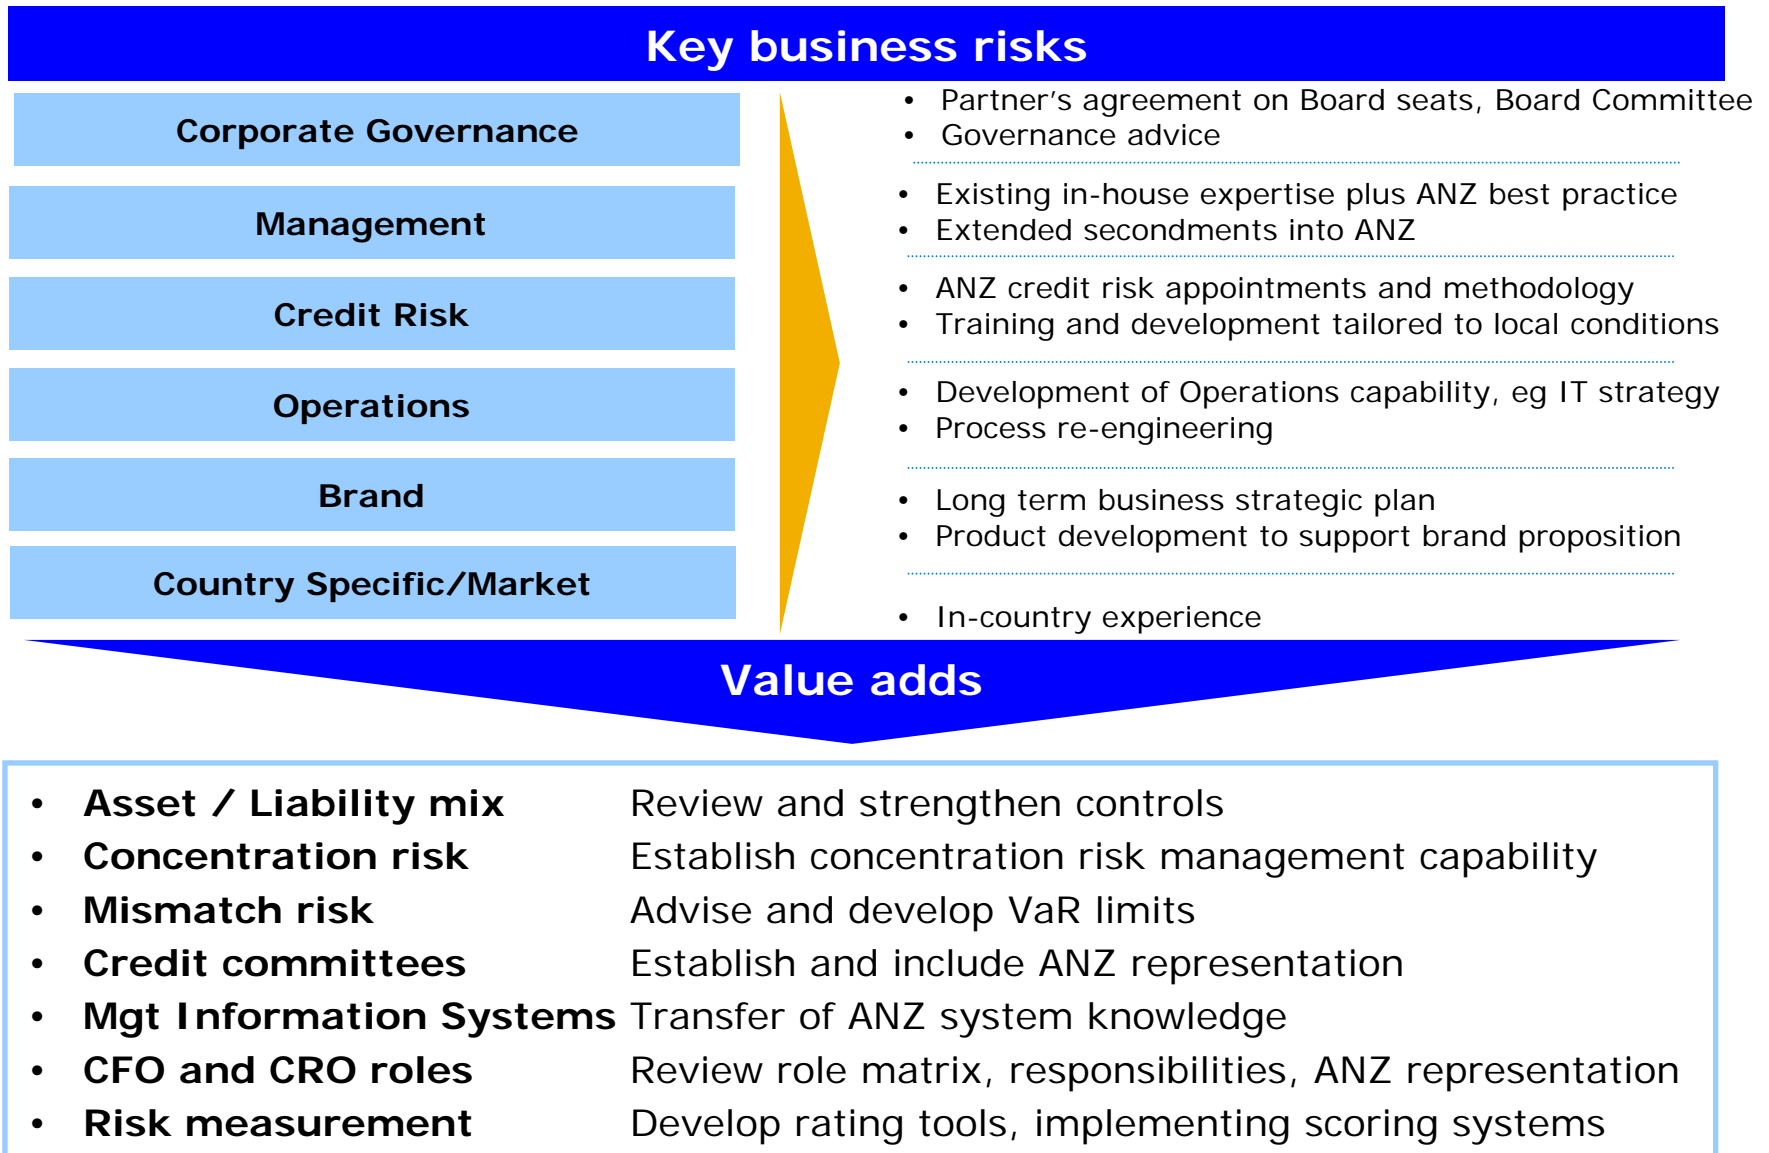 Key business risks
Corporate Governance
• Partner's agreement on Board seats, Board Committee
• Governance advice
Management
• Existing in-house expertise plus ANZ best practice
• Extended secondments into ANZ
Credit Risk
• ANZ credit risk appointments and methodology
• Training and development tailored to local conditions
Operations
• Development of Operations capability, eg IT strategy
• Process re-engineering
Brand
• Long term business strategic plan
• Product development to support brand proposition
Country Specific/Market
• In-country experience
Value adds
• Asset / Liability mix Review and strengthen controls
• Concentration risk Establish concentration risk management capability
• Mismatch risk Advise and develop VaR limits
• Credit committees Establish and include ANZ representation
• Mgt Information Systems Transfer of ANZ system knowledge
• CFO and CRO roles Review role matrix, responsibilities, ANZ representation
• Risk measurement Develop rating tools, implementing scoring systems